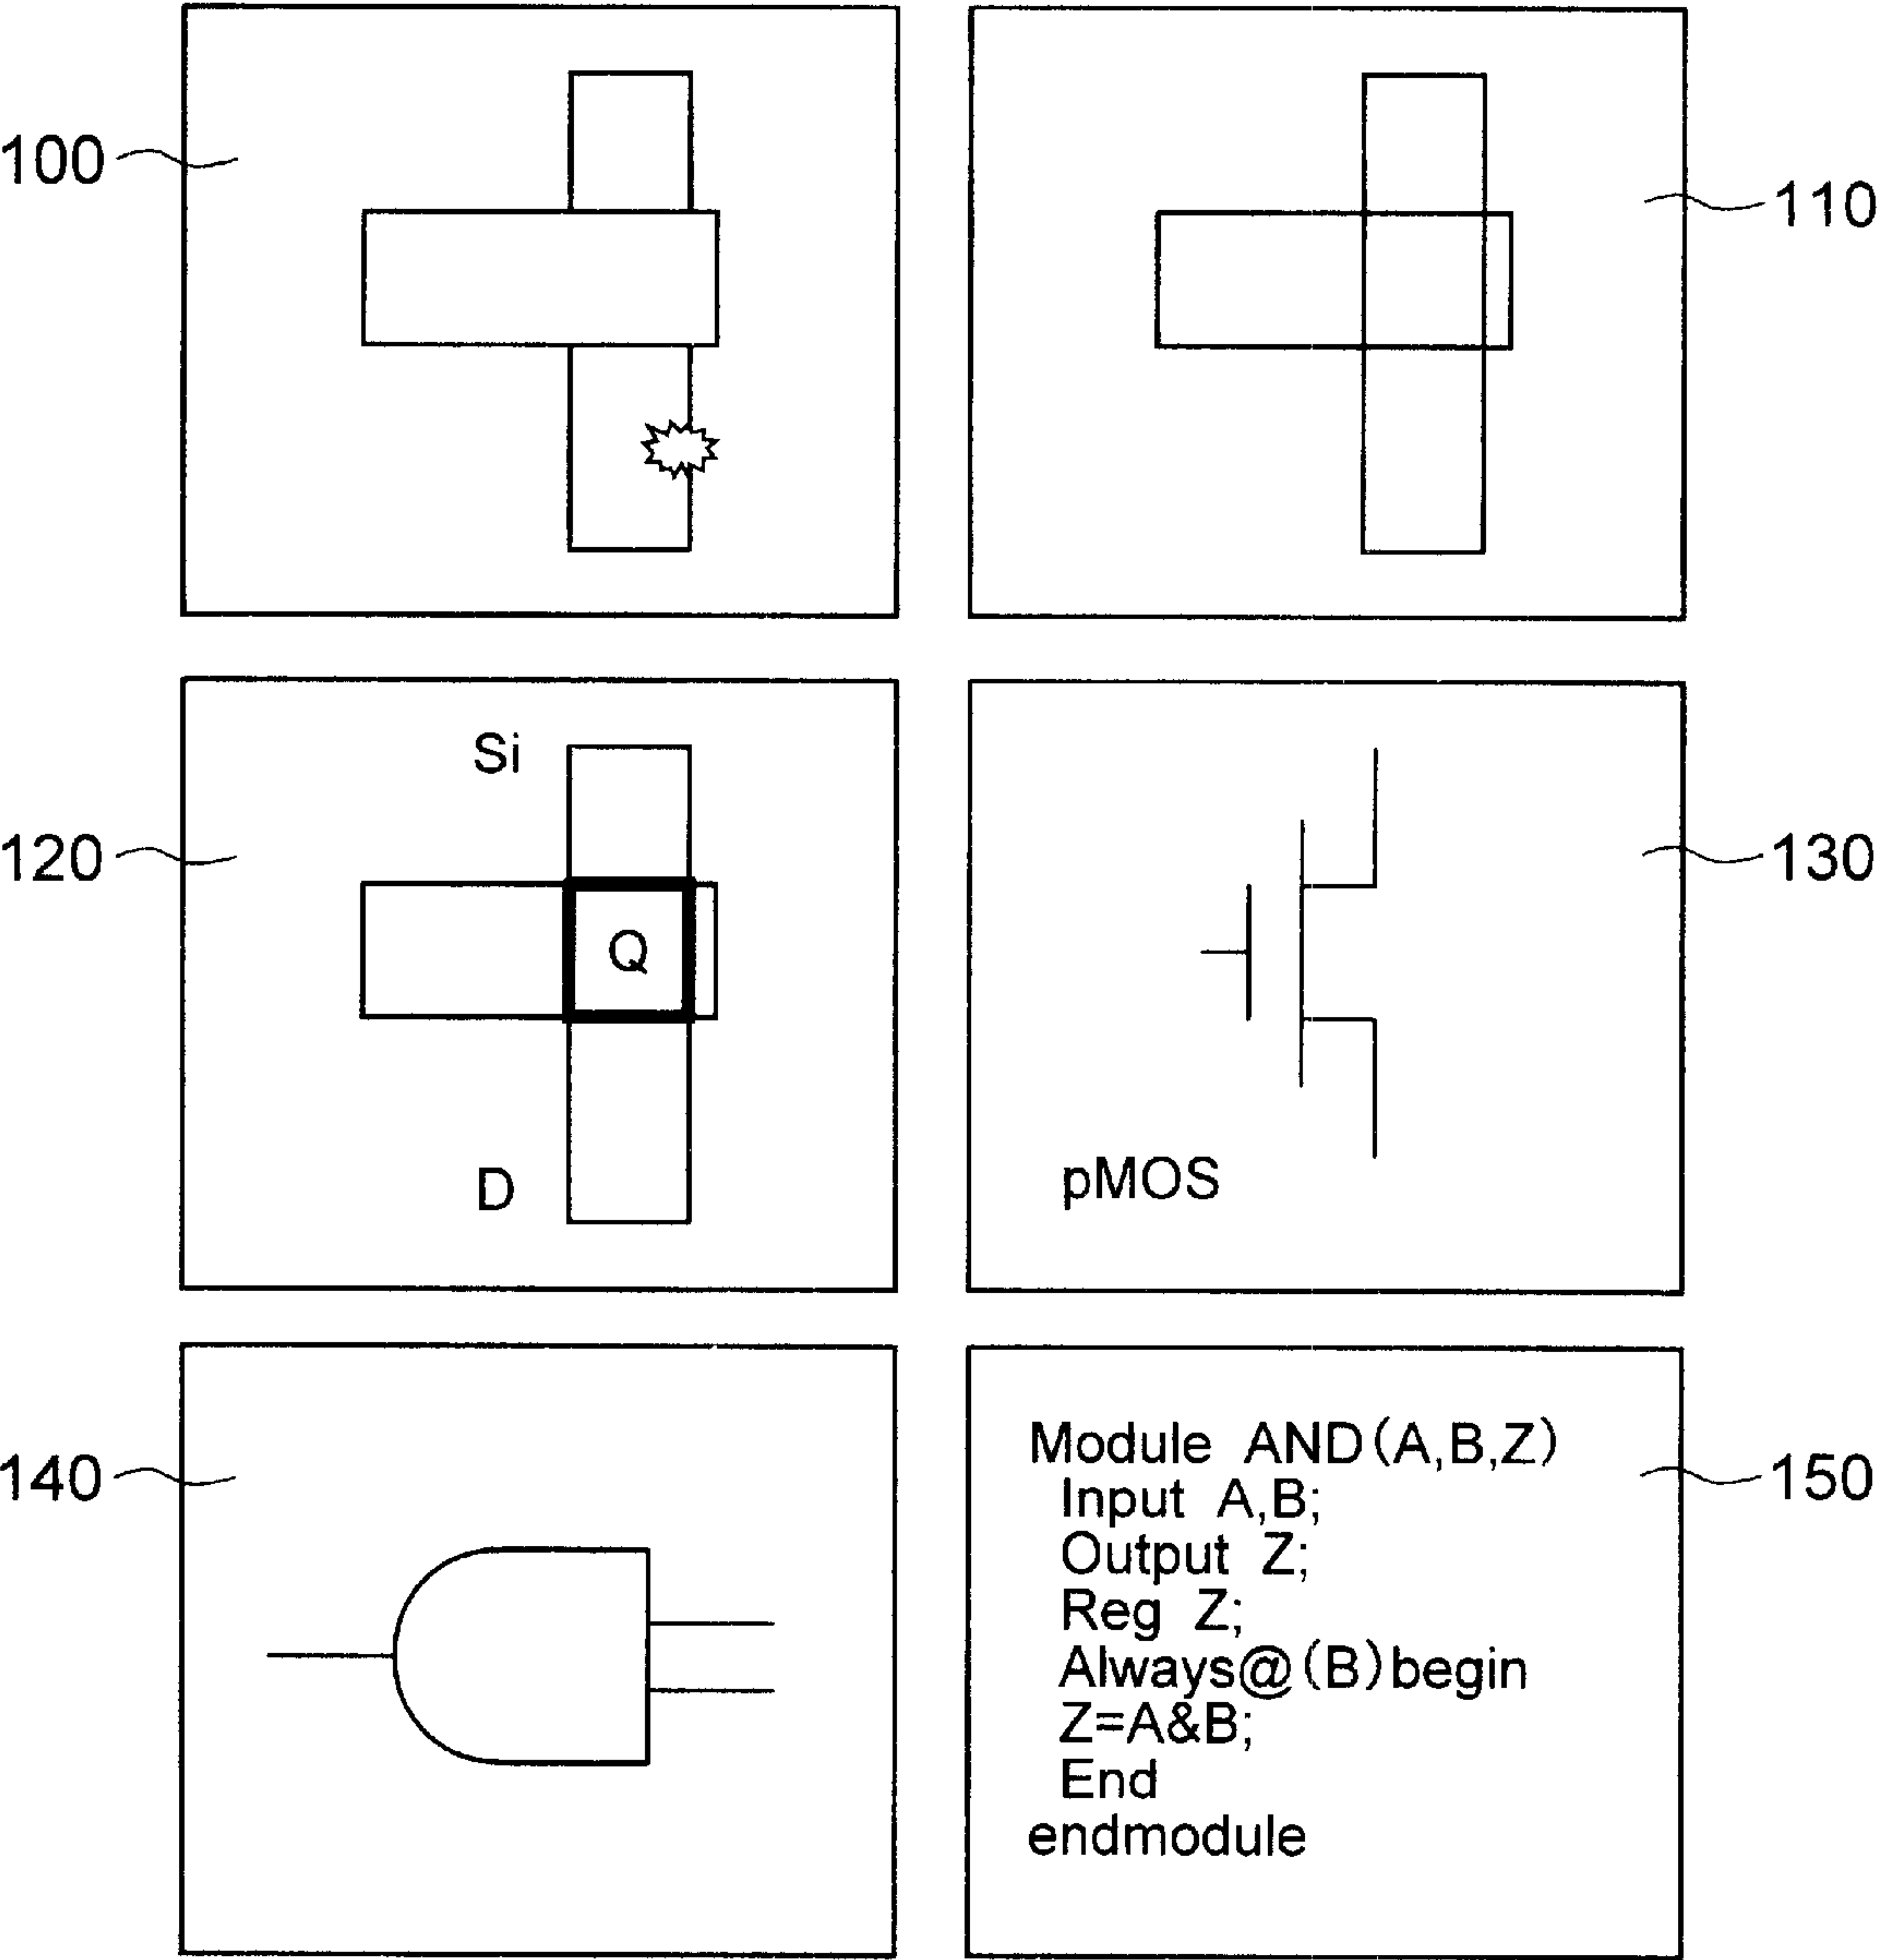 100
110
120
Si
Q
D
130
pMOS
140
150
Module AND(A,B,Z)
Input A,B;
Output Z;
Reg Z;
Always@(B)begin
Z=A&B;
End
endmodule